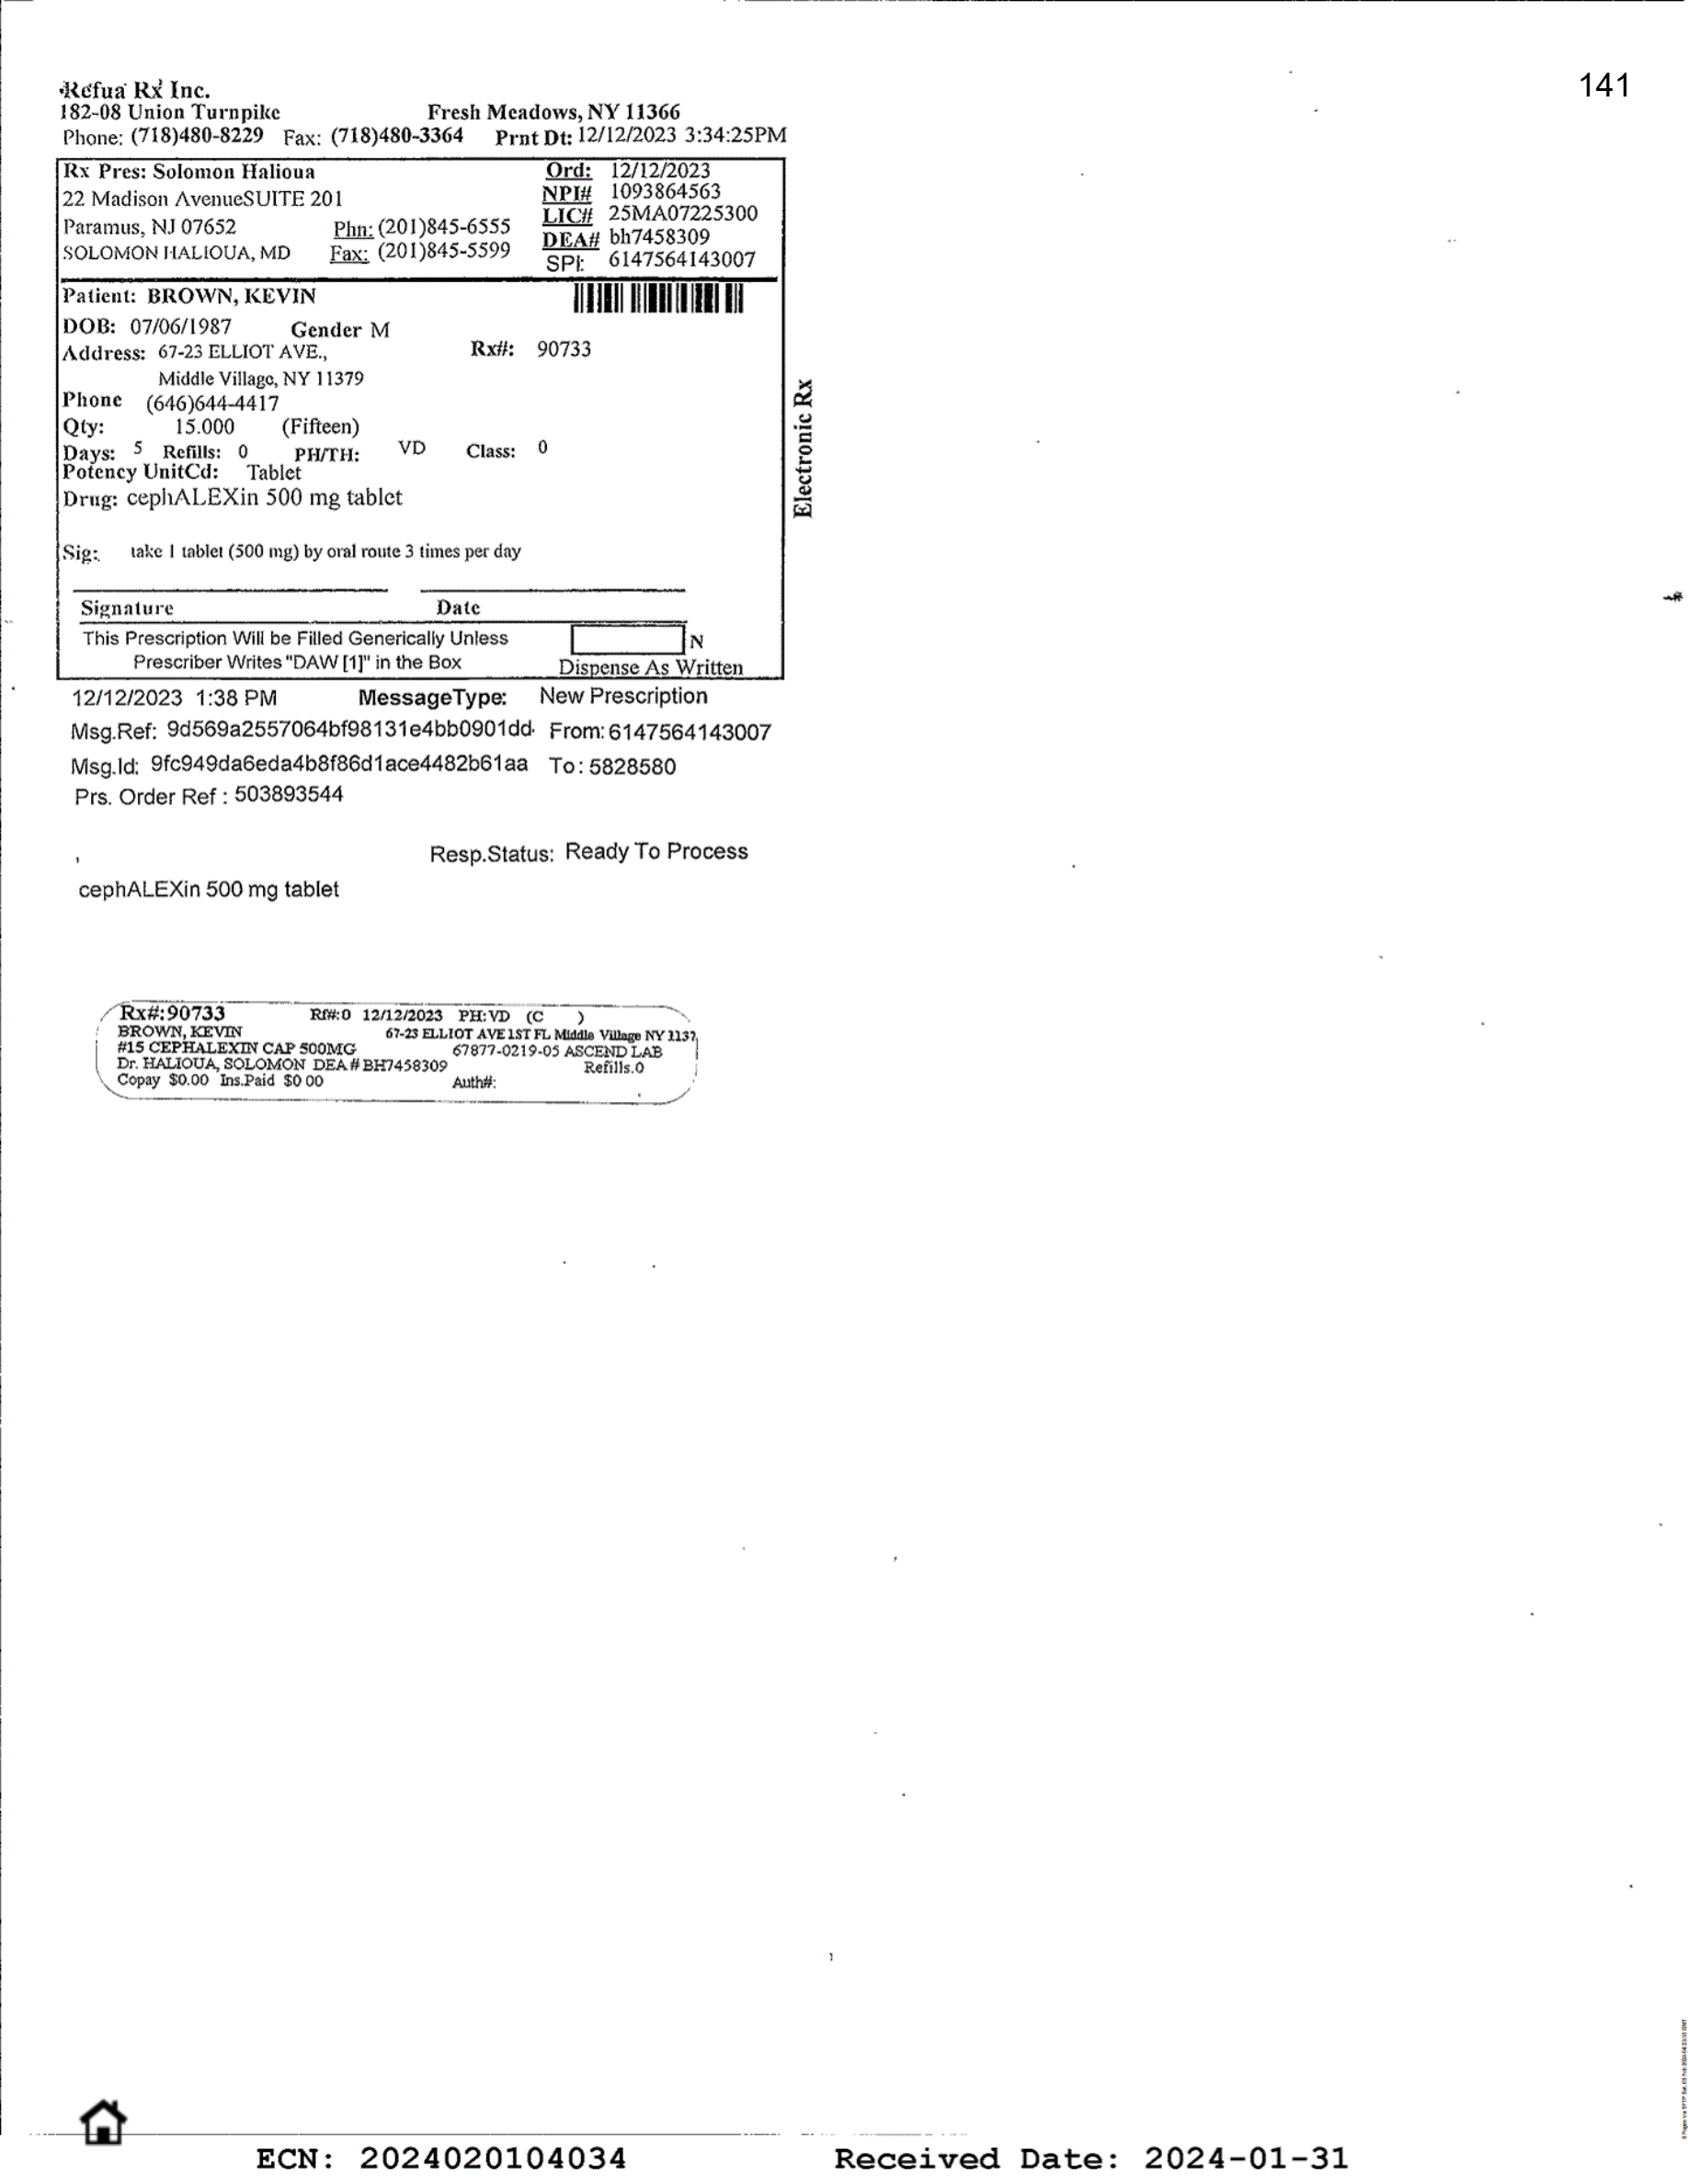 141
Refua Rx Inc.
182-08 Union Turnpike Fresh Meadows, NY 11366
Phone: (718)480-8229 Fax: (718)480-3364 Prnt Dt: 12/12/2023 3:34:25PM
Rx Pres: Solomon Halioua Ord: 12/12/2023
22 Madison AvenueSUITE 201 NPI# 1093864563
LIC# 25MA07225300
Paramus, NJ 07652 Phn: (201)845-6555
DEA# bh7458309
SOLOMON HALIOUA, MD Fax: (201)845-5599
SPI: 6147564143007
Patient: BROWN, KEVIN
DOB: 07/06/1987 Gender M
Address: 67-23 ELLIOT AVE., Rx#: 90733
Middle Village, NY 11379
Phone (646)644-4417
Qty: 15.000 (Fifteen)
Days: 5 Refills: 0 PH/TH: VD Class: 0
Potency UnitCd: Tablet
Drug: cephALEXin 500 mg tablet
Electronic Rx
Sig: take 1 tablet (500 mg) by oral route 3 times per day
Signature Date
This Prescription Will be Filled Generically Unless N
Prescriber Writes "DAW [1]" in the Box Dispense As Written
12/12/2023 1:38 PM MessageType: New Prescription
Msg.Ref: 9d569a2557064bf98131e4bb0901dd From: 6147564143007
Msg.Id: 9fc949da6eda4b8f86d1ace4482b61aa To: 5828580
Prs. Order Ref : 503893544
Resp.Status: Ready To Process
cephALEXin 500 mg tablet
Rx#:90733 Rf#:0 12/12/2023 PH:VD (C )
BROWN, KEVIN 67-23 ELLIOT AVE 1ST FL Middle Village NY 1137
#15 CEPHALEXIN CAP 500MG 67877-0219-05 ASCEND LAB
Dr. HALIOUA, SOLOMON DEA # BH7458309 Refills.0
Copay $0.00 Ins.Paid $0 00 Auth#:
ECN: 2024020104034 Received Date: 2024-01-31